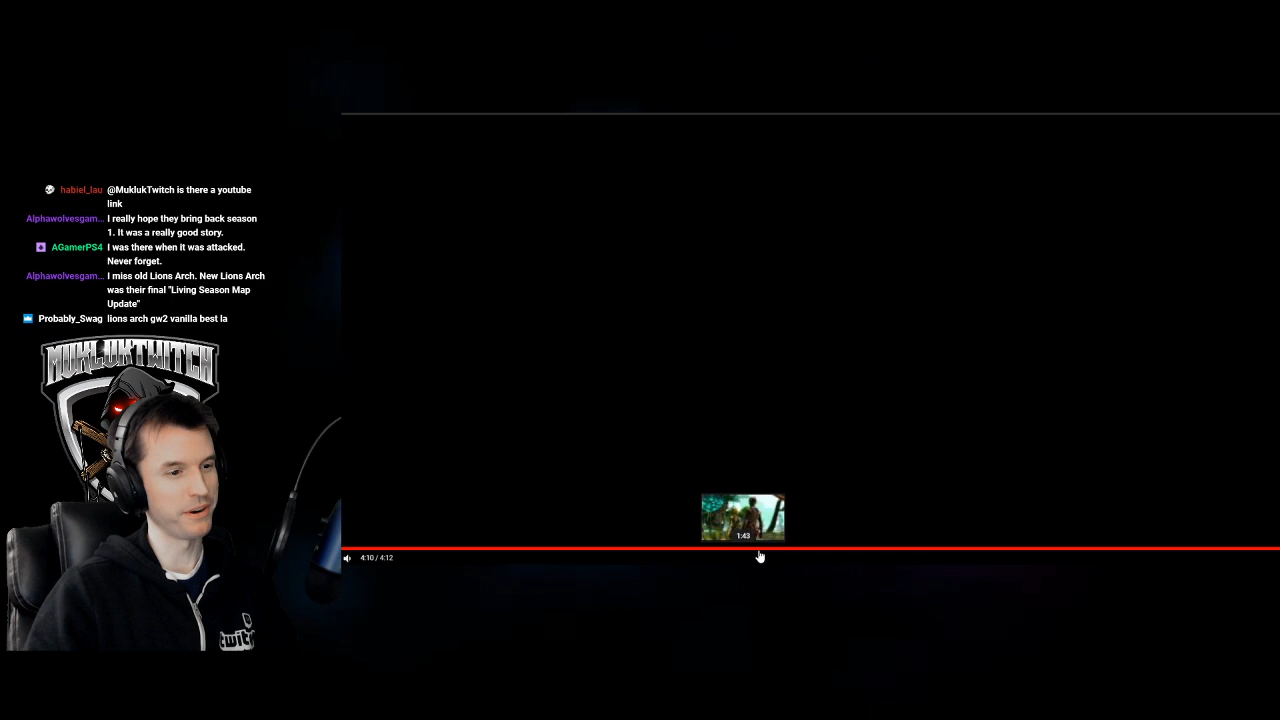 habiel_lau @MuklukTwitch is there a youtube
link
Alphawolvesgam... I really hope they bring back season
1. It was a really good story.
AGamerPS4 I was there when it was attacked.
Never forget.
Alphawolvesgam... I miss old Lions Arch. New Lions Arch
was their final "Living Season Map
Update"
Probably_Swag lions arch gw2 vanilla best la
MUKLUKTWITCH
1:43
4:10 / 4:12
twitc